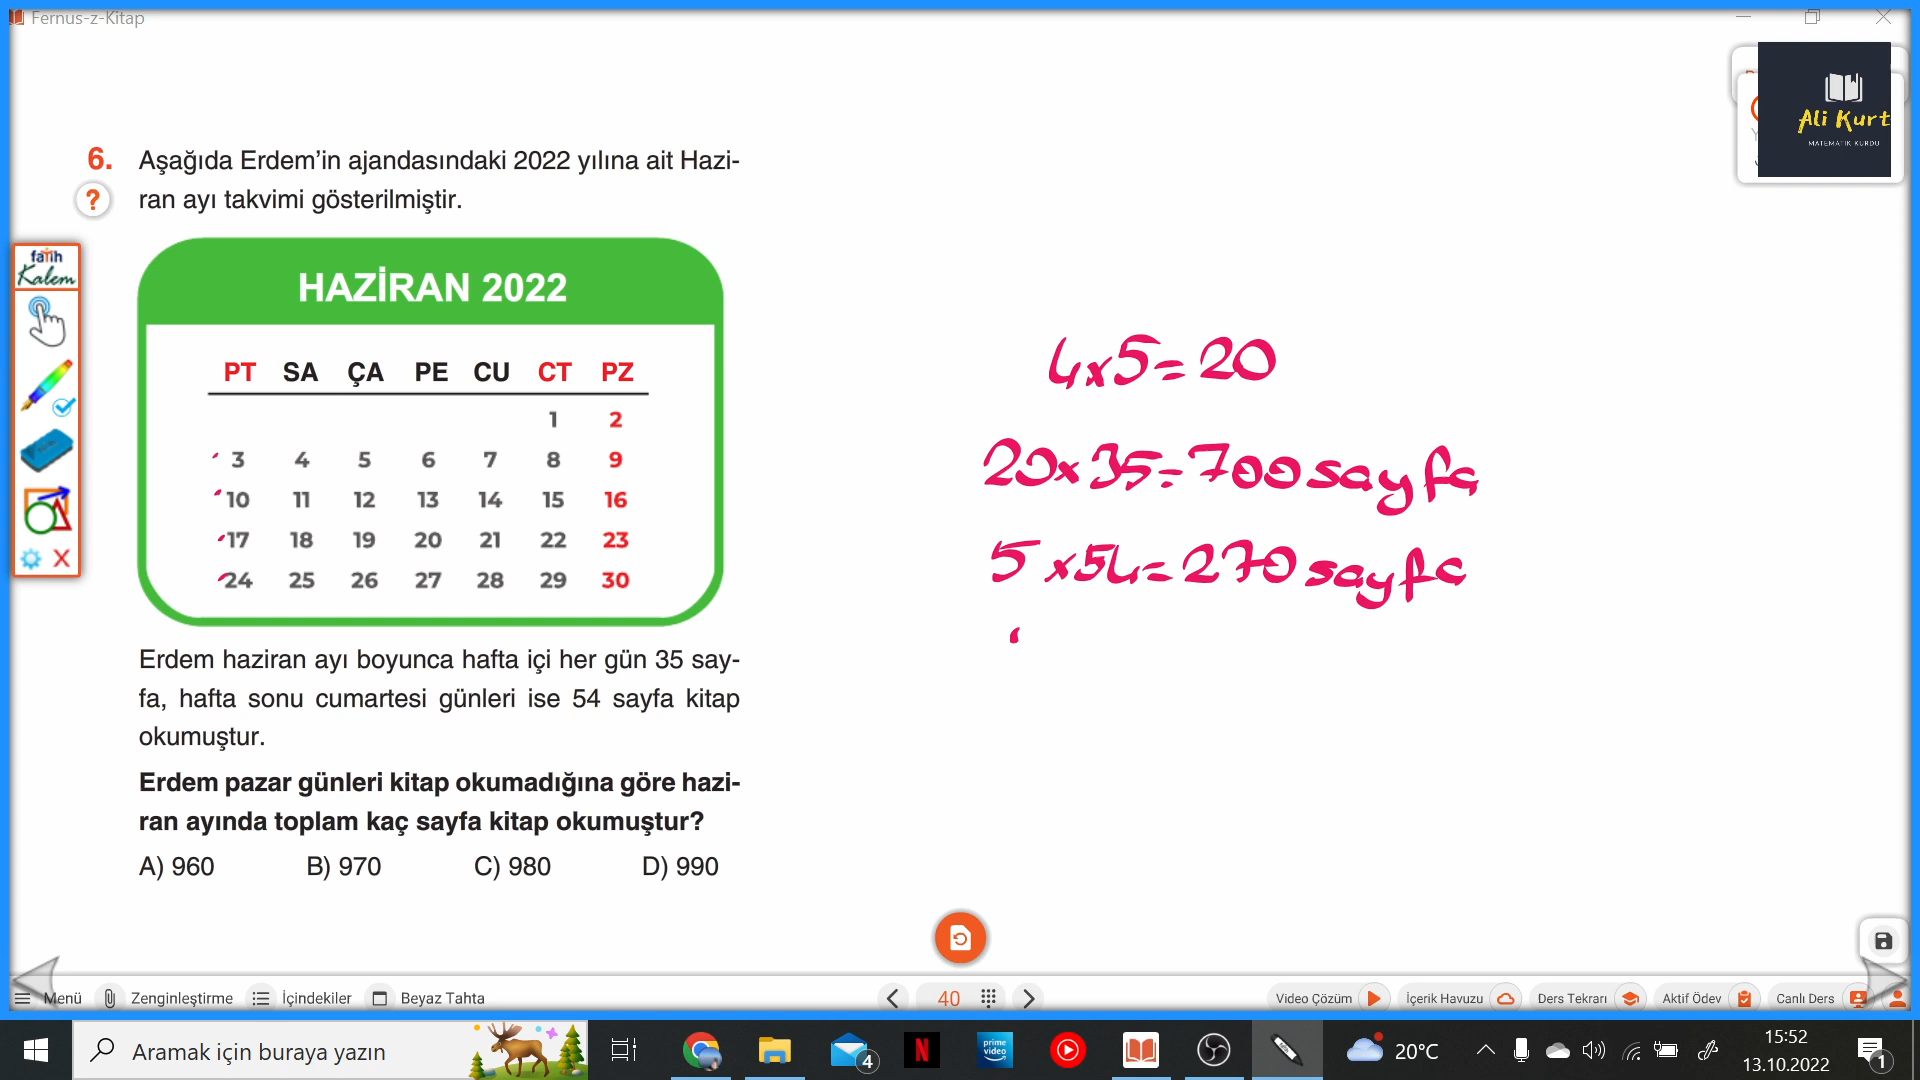 Fernus-z-Kitap
Ali Kurt
MATEMATİK KURDU
6. Aşağıda Erdem'in ajandasındaki 2022 yılına ait Hazi-
? ran ayı takvimi gösterilmiştir.
fatih
Kalem
HAZİRAN 2022
PT SA ÇA PE CU CT PZ
1 2
3 4 5 6 7 8 9
10 11 12 13 14 15 16
17 18 19 20 21 22 23
24 25 26 27 28 29 30
Erdem haziran ayı boyunca hafta içi her gün 35 say-
fa, hafta sonu cumartesi günleri ise 54 sayfa kitap
okumuştur.
Erdem pazar günleri kitap okumadığına göre hazi-
ran ayında toplam kaç sayfa kitap okumuştur?
A) 960 B) 970 C) 980 D) 990
4x5=20
20x35=700 sayfa
5x54=270 sayfa
Menü Zenginleştirme İçindekiler Beyaz Tahta 40 Video Çözüm İçerik Havuzu Ders Tekrarı Aktif Ödev Canlı Ders
Aramak için buraya yazın 4 N prime video 20°C 15:52
13.10.2022 1